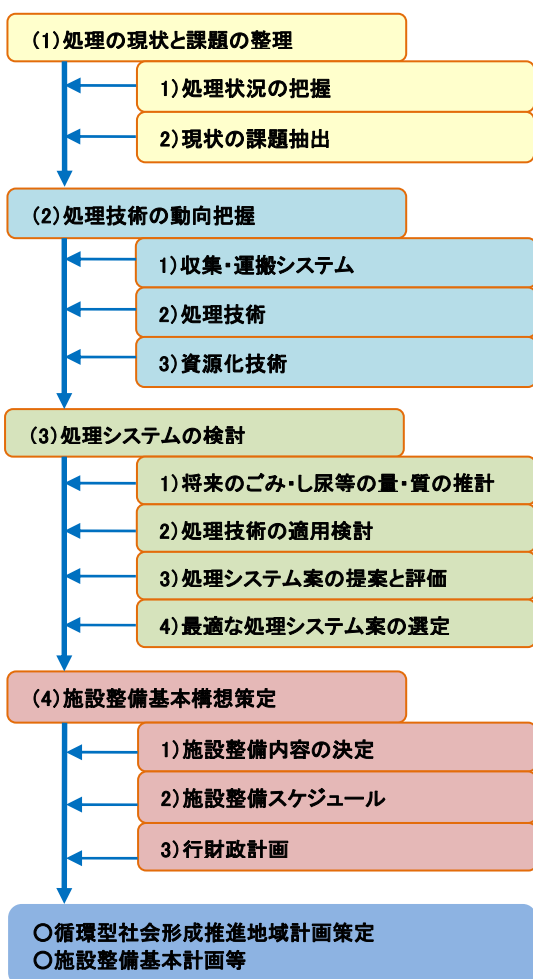 (1)処理の現状と課題の整理
1)処理状況の把握
2)現状の課題抽出
(2)処理技術の動向把握
1)収集・運搬システム
2)処理技術
3)資源化技術
(3)処理システムの検討
1)将来のごみ・し尿等の量・質の推計
2)処理技術の適用検討
3)処理システム案の提案と評価
4)最適な処理システム案の選定
(4)施設整備基本構想策定
1)施設整備内容の決定
2)施設整備スケジュール
3)行財政計画
○循環型社会形成推進地域計画策定
○施設整備基本計画等